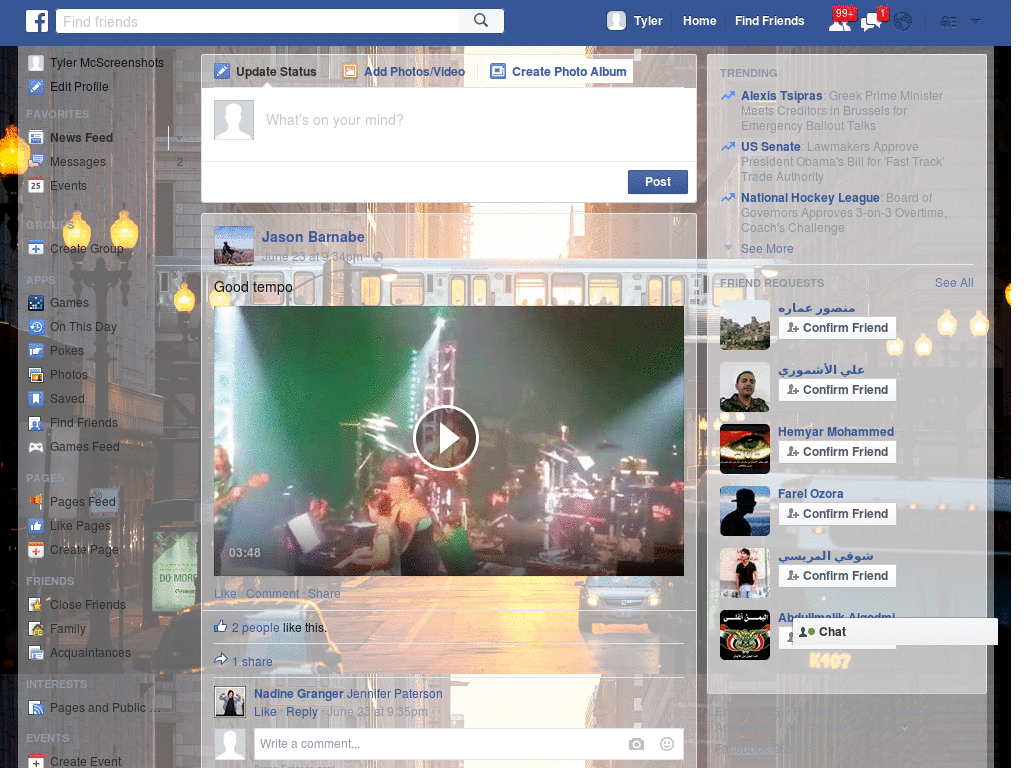 Find friends
Tyler
Home
Find Friends
99+
1
Tyler McScreenshots
Edit Profile
FAVORITES
News Feed
Messages
2
Events
25
GROUPS
Create Group
APPS
Games
On This Day
Pokes
Photos
Saved
Find Friends
Games Feed
PAGES
Pages Feed
Like Pages
Create Page
FRIENDS
Close Friends
Family
Acquaintances
INTERESTS
Pages and Public ...
EVENTS
Create Event
Update Status
Add Photos/Video
Create Photo Album
What's on your mind?
Post
Jason Barnabe
June 23 at 9:34pm ·
Good tempo
03:48
Like · Comment · Share
2 people like this.
1 share
Nadine Granger Jennifer Paterson
Like · Reply · June 23 at 9:35pm
Write a comment...
DO MORE
TRENDING
Alexis Tsipras: Greek Prime Minister
Meets Creditors in Brussels for
Emergency Bailout Talks
US Senate: Lawmakers Approve
President Obama's Bill for 'Fast Track'
Trade Authority
National Hockey League: Board of
Governors Approves 3-on-3 Overtime,
Coach's Challenge
See More
FRIEND REQUESTS
See All
منصور عماره
Confirm Friend
علي الأشموري
Confirm Friend
Hemyar Mohammed
Confirm Friend
Farel Ozora
Confirm Friend
شوقي المريسي
Confirm Friend
Abdullmalik Algodmi
Chat
K407
Facebook